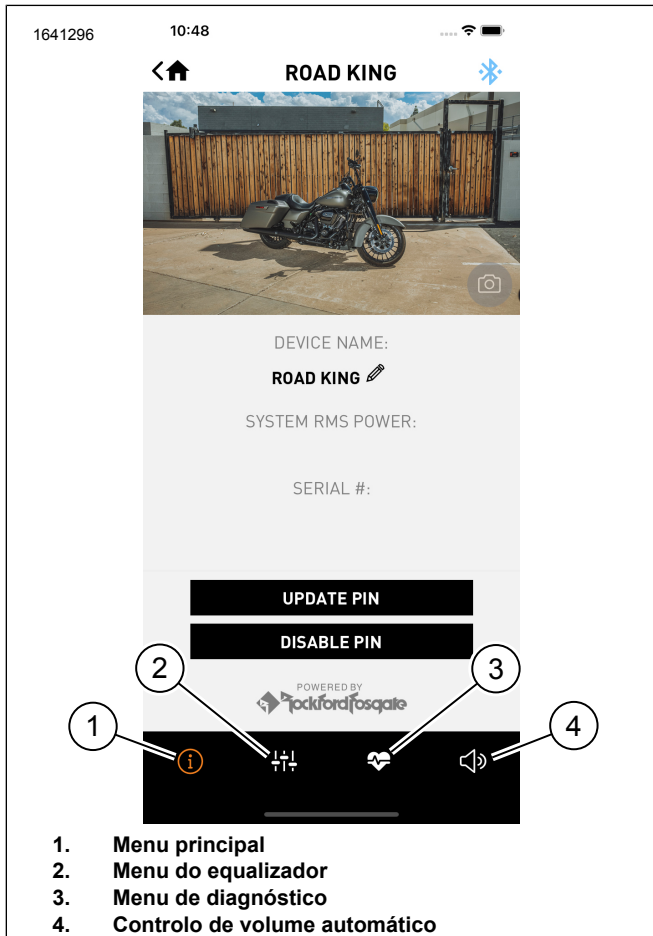 1641296
10:48
ROAD KING
DEVICE NAME:
ROAD KING
SYSTEM RMS POWER:
SERIAL #:
UPDATE PIN
DISABLE PIN
2
3
POWERED BY
Rockford Fosgate
1
4
1. Menu principal
2. Menu do equalizador
3. Menu de diagnóstico
4. Controlo de volume automático